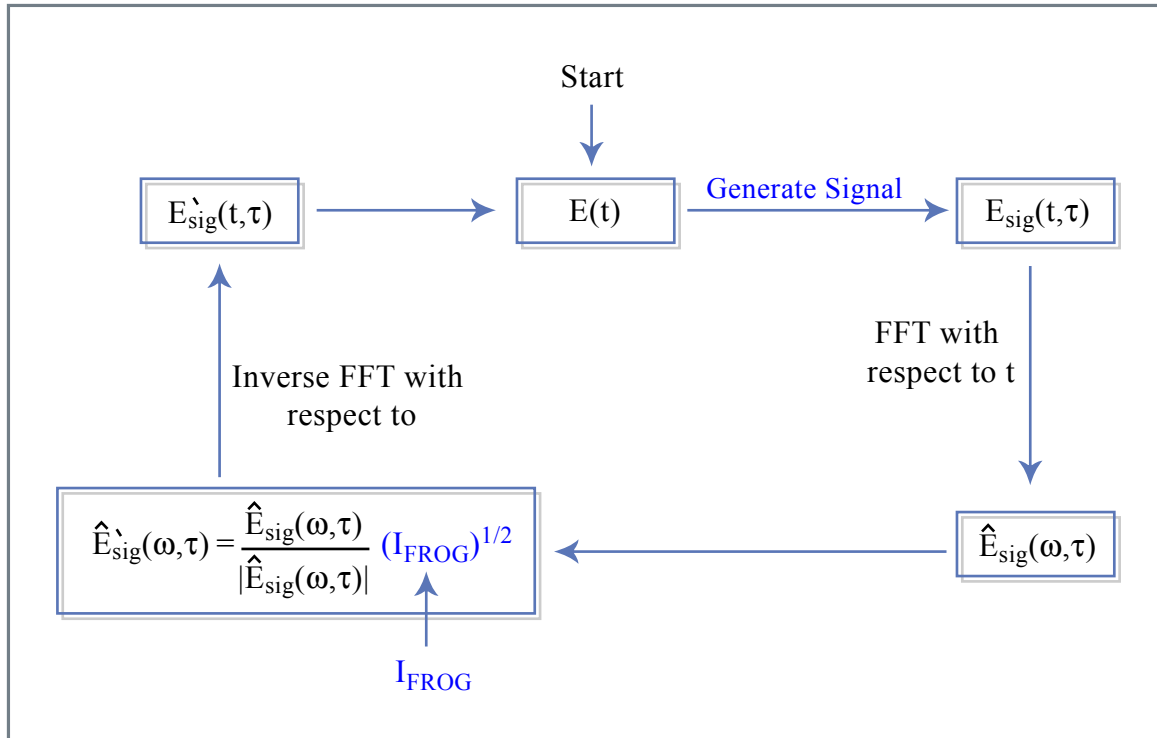 Start
E`sig(t,τ)
E(t)
Generate Signal
Esig(t,τ)
FFT with
respect to t
Inverse FFT with
respect to
Ê`sig(ω,τ) = Êsig(ω,τ) / |Êsig(ω,τ)| (IFROG)1/2
Êsig(ω,τ)
IFROG